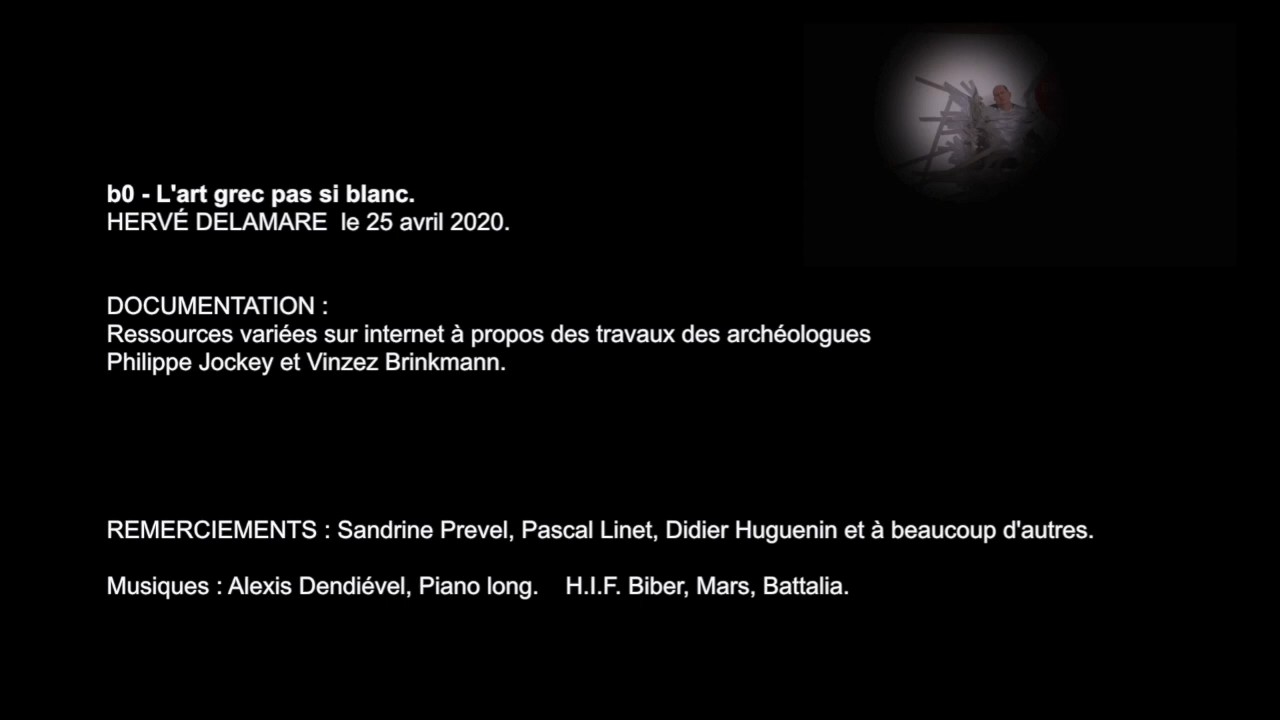 b0 - L'art grec pas si blanc.
HERVÉ DELAMARE  le 25 avril 2020.
DOCUMENTATION :
Ressources variées sur internet à propos des travaux des archéologues
Philippe Jockey et Vinzez Brinkmann.
REMERCIEMENTS : Sandrine Prevel, Pascal Linet, Didier Huguenin et à beaucoup d'autres.
Musiques : Alexis Dendiével, Piano long.    H.I.F. Biber, Mars, Battalia.